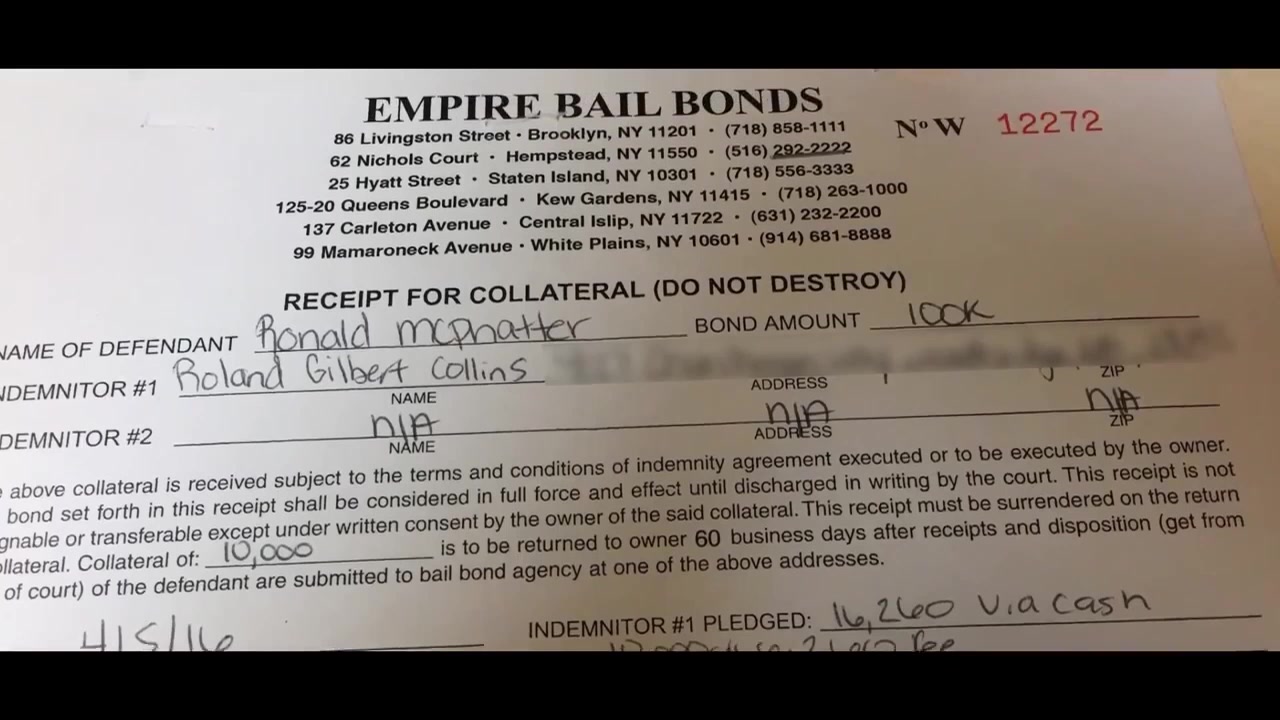 EMPIRE BAIL BONDS
86 Livingston Street · Brooklyn, NY 11201 · (718) 858-1111
Nº W 12272
62 Nichols Court · Hempstead, NY 11550 · (516) 292-2222
25 Hyatt Street · Staten Island, NY 10301 · (718) 556-3333
125-20 Queens Boulevard · Kew Gardens, NY 11415 · (718) 263-1000
137 Carleton Avenue · Central Islip, NY 11722 · (631) 232-2200
99 Mamaroneck Avenue · White Plains, NY 10601 · (914) 681-8888
RECEIPT FOR COLLATERAL (DO NOT DESTROY)
NAME OF DEFENDANT Ronald mcphatter BOND AMOUNT 100K
NDEMNITOR #1 Roland Gilbert Collins
NAME ADDRESS ZIP
DEMNITOR #2 n/A n/A n/A
NAME ADDRESS ZIP
e above collateral is received subject to the terms and conditions of indemnity agreement executed or to be executed by the owner.
bond set forth in this receipt shall be considered in full force and effect until discharged in writing by the court. This receipt is not
gnable or transferable except under written consent by the owner of the said collateral. This receipt must be surrendered on the return
ollateral. Collateral of: 10,000 is to be returned to owner 60 business days after receipts and disposition (get from
of court) of the defendant are submitted to bail bond agency at one of the above addresses.
4/5/16 INDEMNITOR #1 PLEDGED: 16,260 via cash
fee